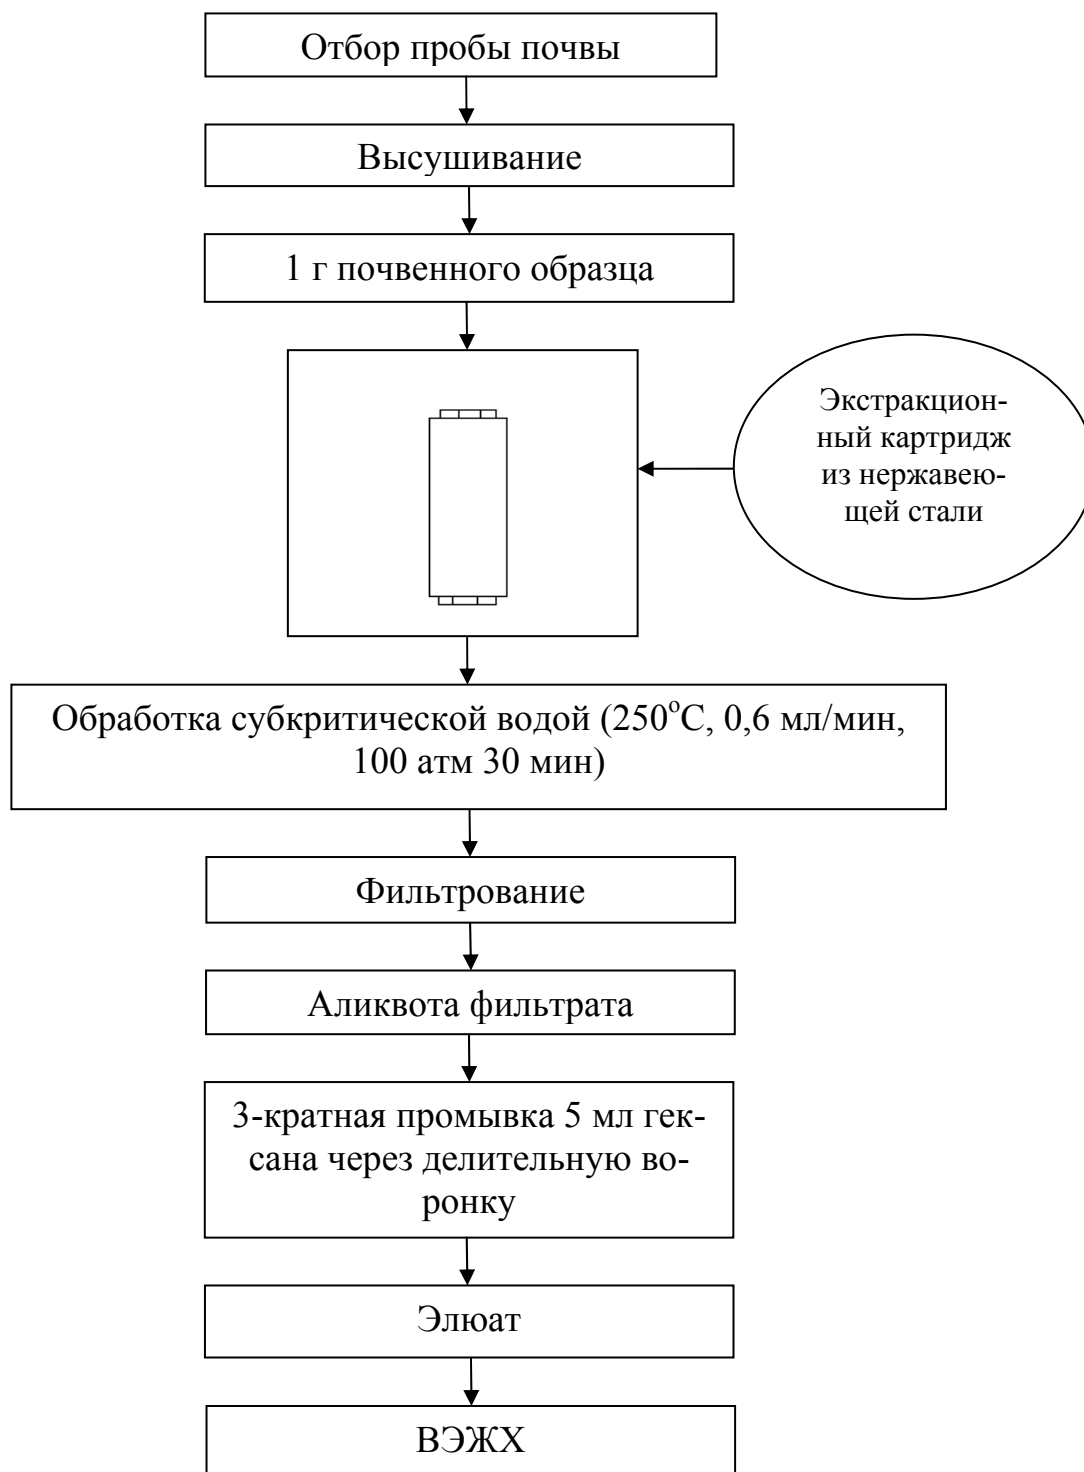 Отбор пробы почвы
Высушивание
1 г почвенного образца
Экстракцион-
ный картридж
из нержавею-
щей стали
Обработка субкритической водой (250°С, 0,6 мл/мин,
100 атм 30 мин)
Фильтрование
Аликвота фильтрата
3-кратная промывка 5 мл гек-
сана через делительную во-
ронку
Элюат
ВЭЖХ